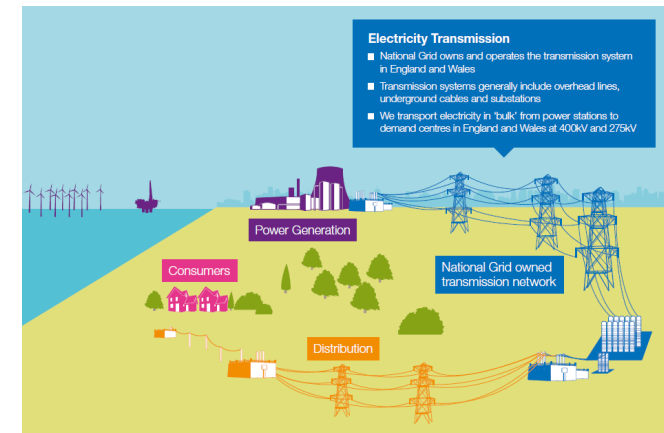 Electricity Transmission
National Grid owns and operates the transmission system
in England and Wales
Transmission systems generally include overhead lines,
underground cables and substations
We transport electricity in 'bulk' from power stations to
demand centres in England and Wales at 400kV and 275kV
Power Generation
Consumers
National Grid owned
transmission network
Distribution